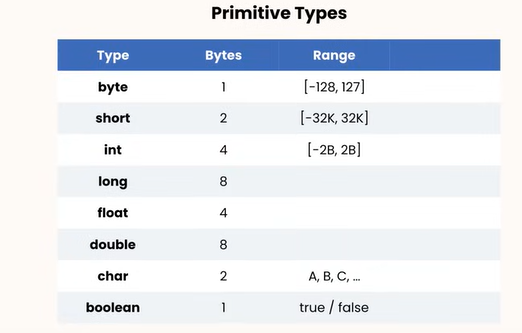 Primitive Types
Type Bytes Range
byte 1 [-128, 127]
short 2 [-32K, 32K]
int 4 [-2B, 2B]
long 8
float 4
double 8
char 2 A, B, C, ...
boolean 1 true / false